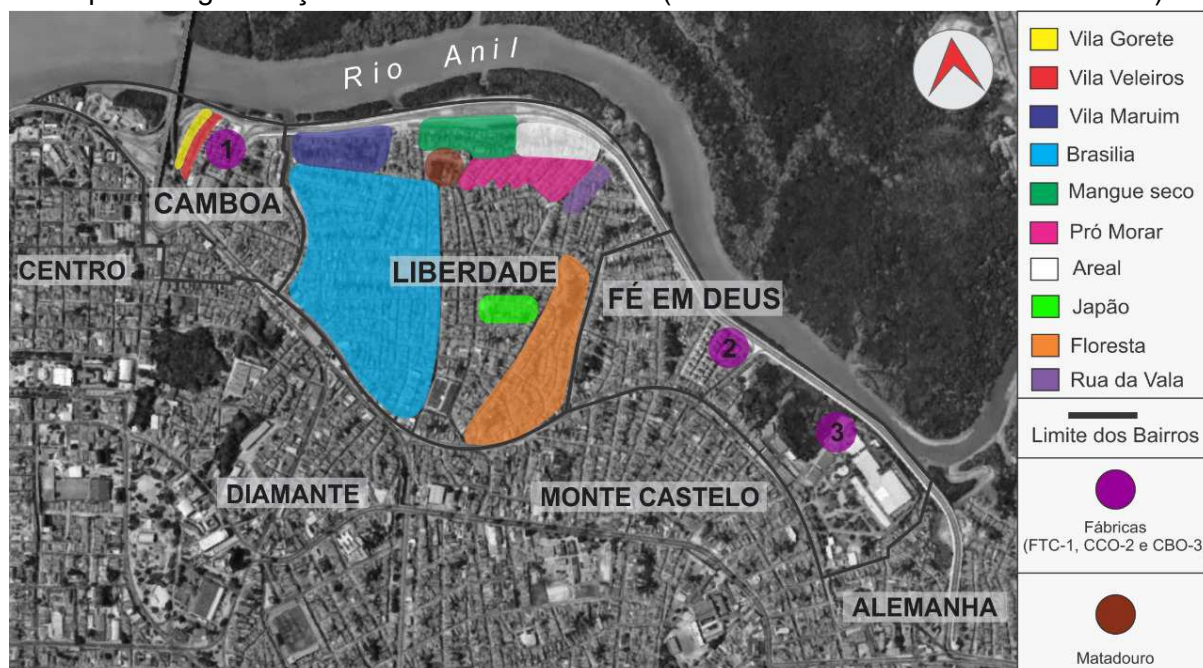 Rio Anil
1
CAMBOA
CENTRO
LIBERDADE
FÉ EM DEUS
2
3
DIAMANTE
MONTE CASTELO
ALEMANHA
Vila Gorete
Vila Veleiros
Vila Maruim
Brasilia
Mangue seco
Pró Morar
Areal
Japão
Floresta
Rua da Vala
Limite dos Bairros
Fábricas
(FTC-1, CCO-2 e CBO-3
Matadouro